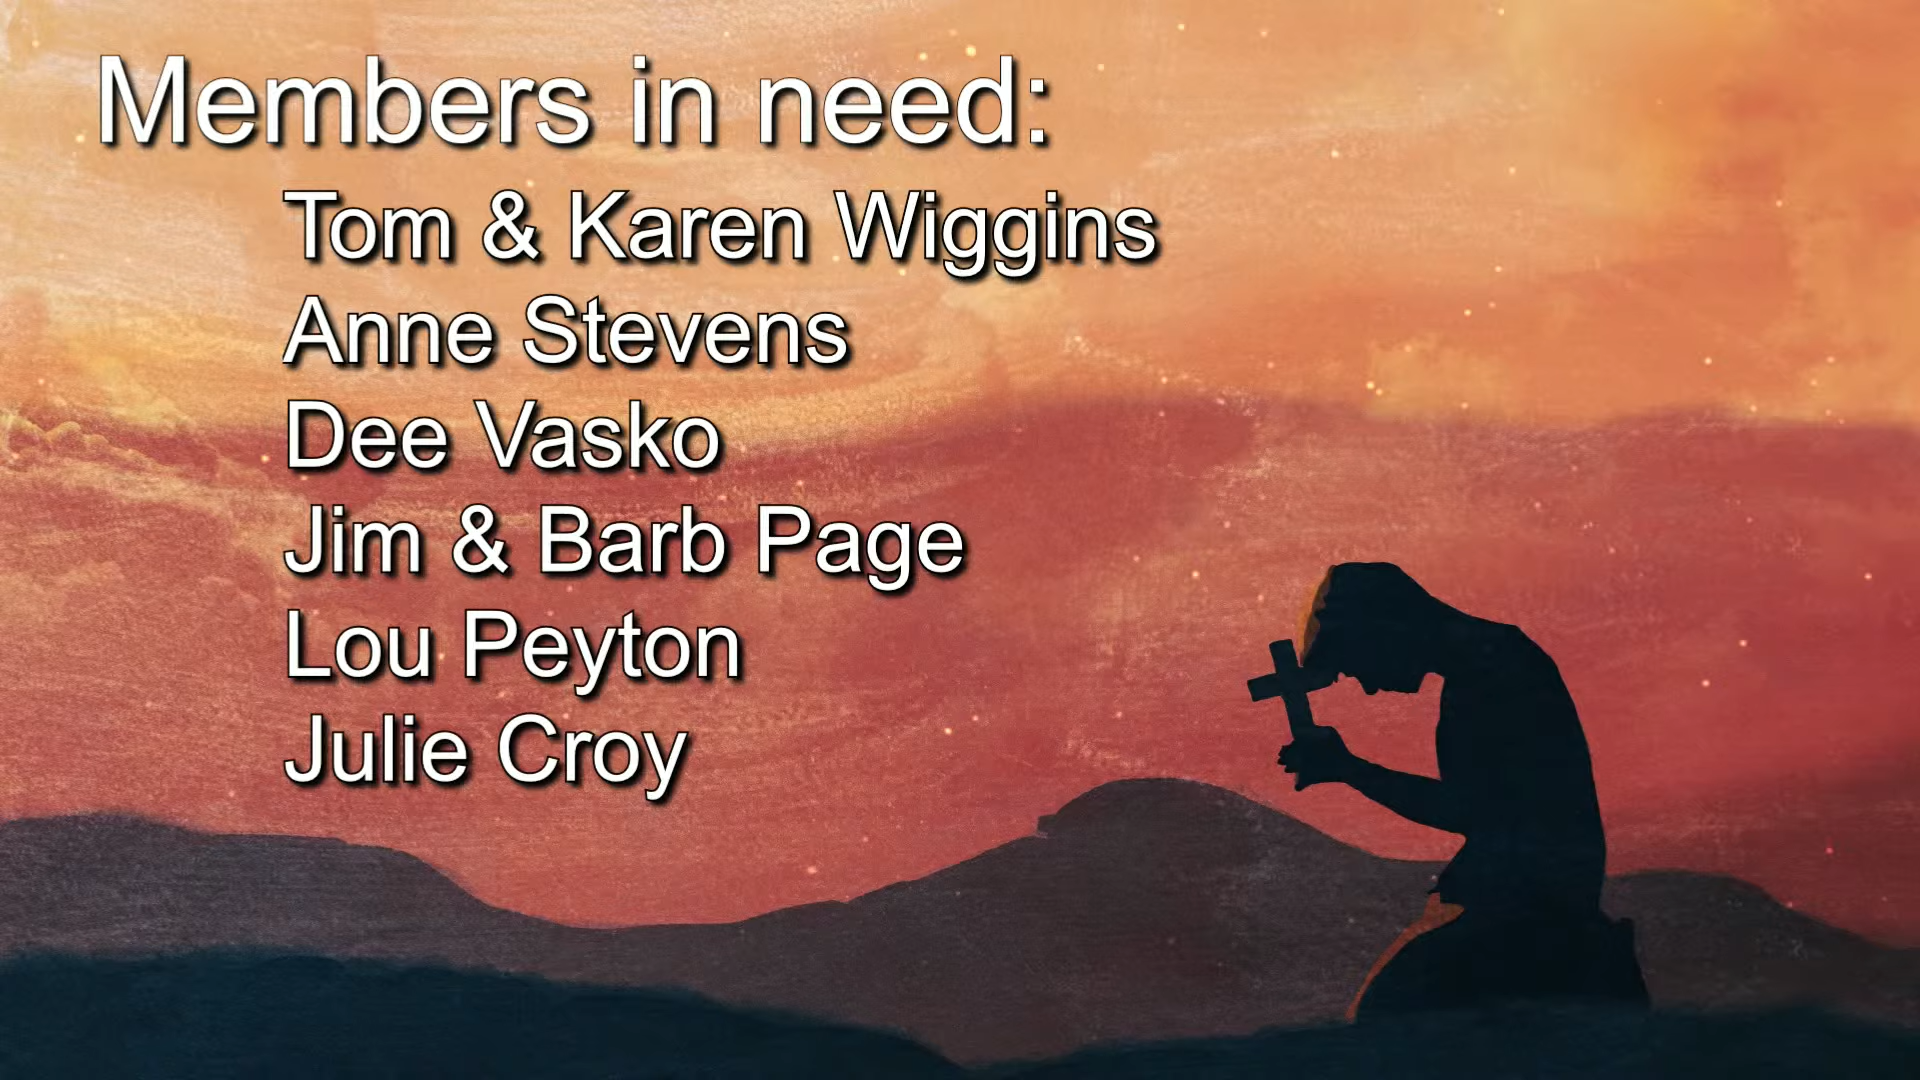 Members in need:
Tom & Karen Wiggins
Anne Stevens
Dee Vasko
Jim & Barb Page
Lou Peyton
Julie Croy